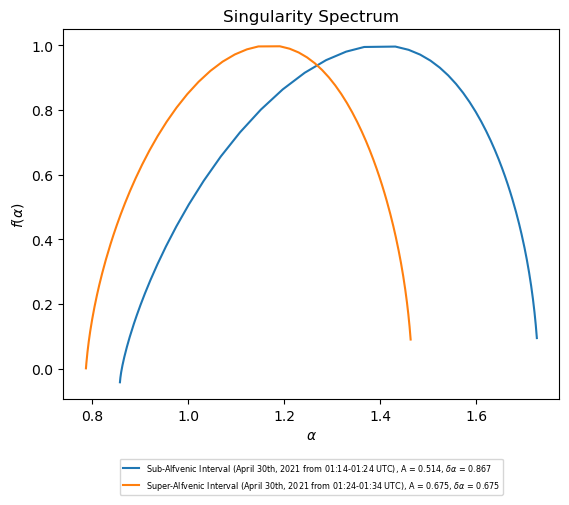 Singularity Spectrum
f(α)
1.0
0.8
0.6
0.4
0.2
0.0
0.8 1.0 1.2 1.4 1.6
α
Sub-Alfvenic Interval (April 30th, 2021 from 01:14-01:24 UTC), A = 0.514, δα = 0.867
Super-Alfvenic Interval (April 30th, 2021 from 01:24-01:34 UTC), A = 0.675, δα = 0.675